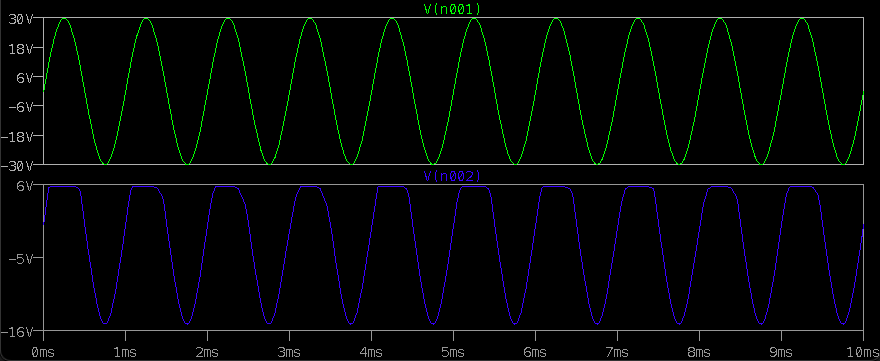 V(n001)
30V
18V
6V
-6V
-18V
-30V
V(n002)
6V
-5V
-16V
0ms 1ms 2ms 3ms 4ms 5ms 6ms 7ms 8ms 9ms 10ms